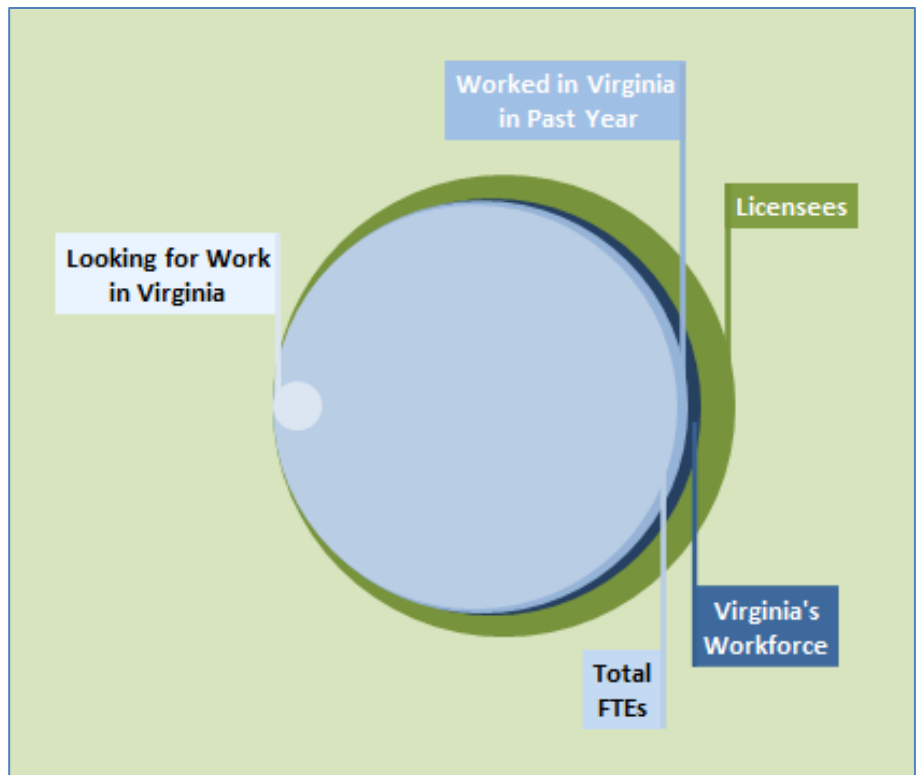 Worked in Virginia
in Past Year
Licensees
Looking for Work
in Virginia
Virginia's
Workforce
Total
FTEs